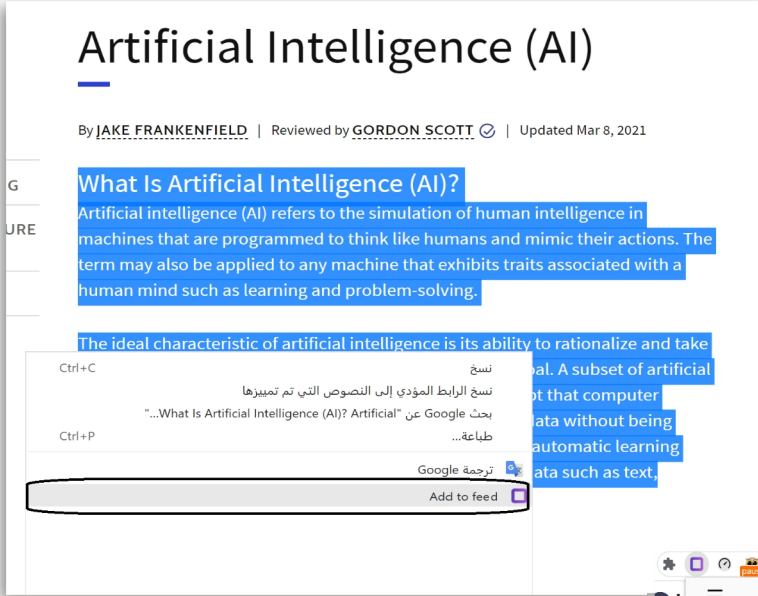 Artificial Intelligence (AI)
By JAKE FRANKENFIELD | Reviewed by GORDON SCOTT | Updated Mar 8, 2021
G
URE
What Is Artificial Intelligence (AI)?
Artificial intelligence (AI) refers to the simulation of human intelligence in
machines that are programmed to think like humans and mimic their actions. The
term may also be applied to any machine that exhibits traits associated with a
human mind such as learning and problem-solving.
The ideal characteristic of artificial intelligence is its ability to rationalize and take
al. A subset of artificial
t that computer
data without being
automatic learning
ata such as text,
نسخ Ctrl+C
نسخ الرابط المؤدي إلى النصوص التي تم تمييزها
بحث Google عن "What Is Artificial Intelligence (AI)? Artificial..."
طباعة... Ctrl+P
ترجمة Google
Add to feed